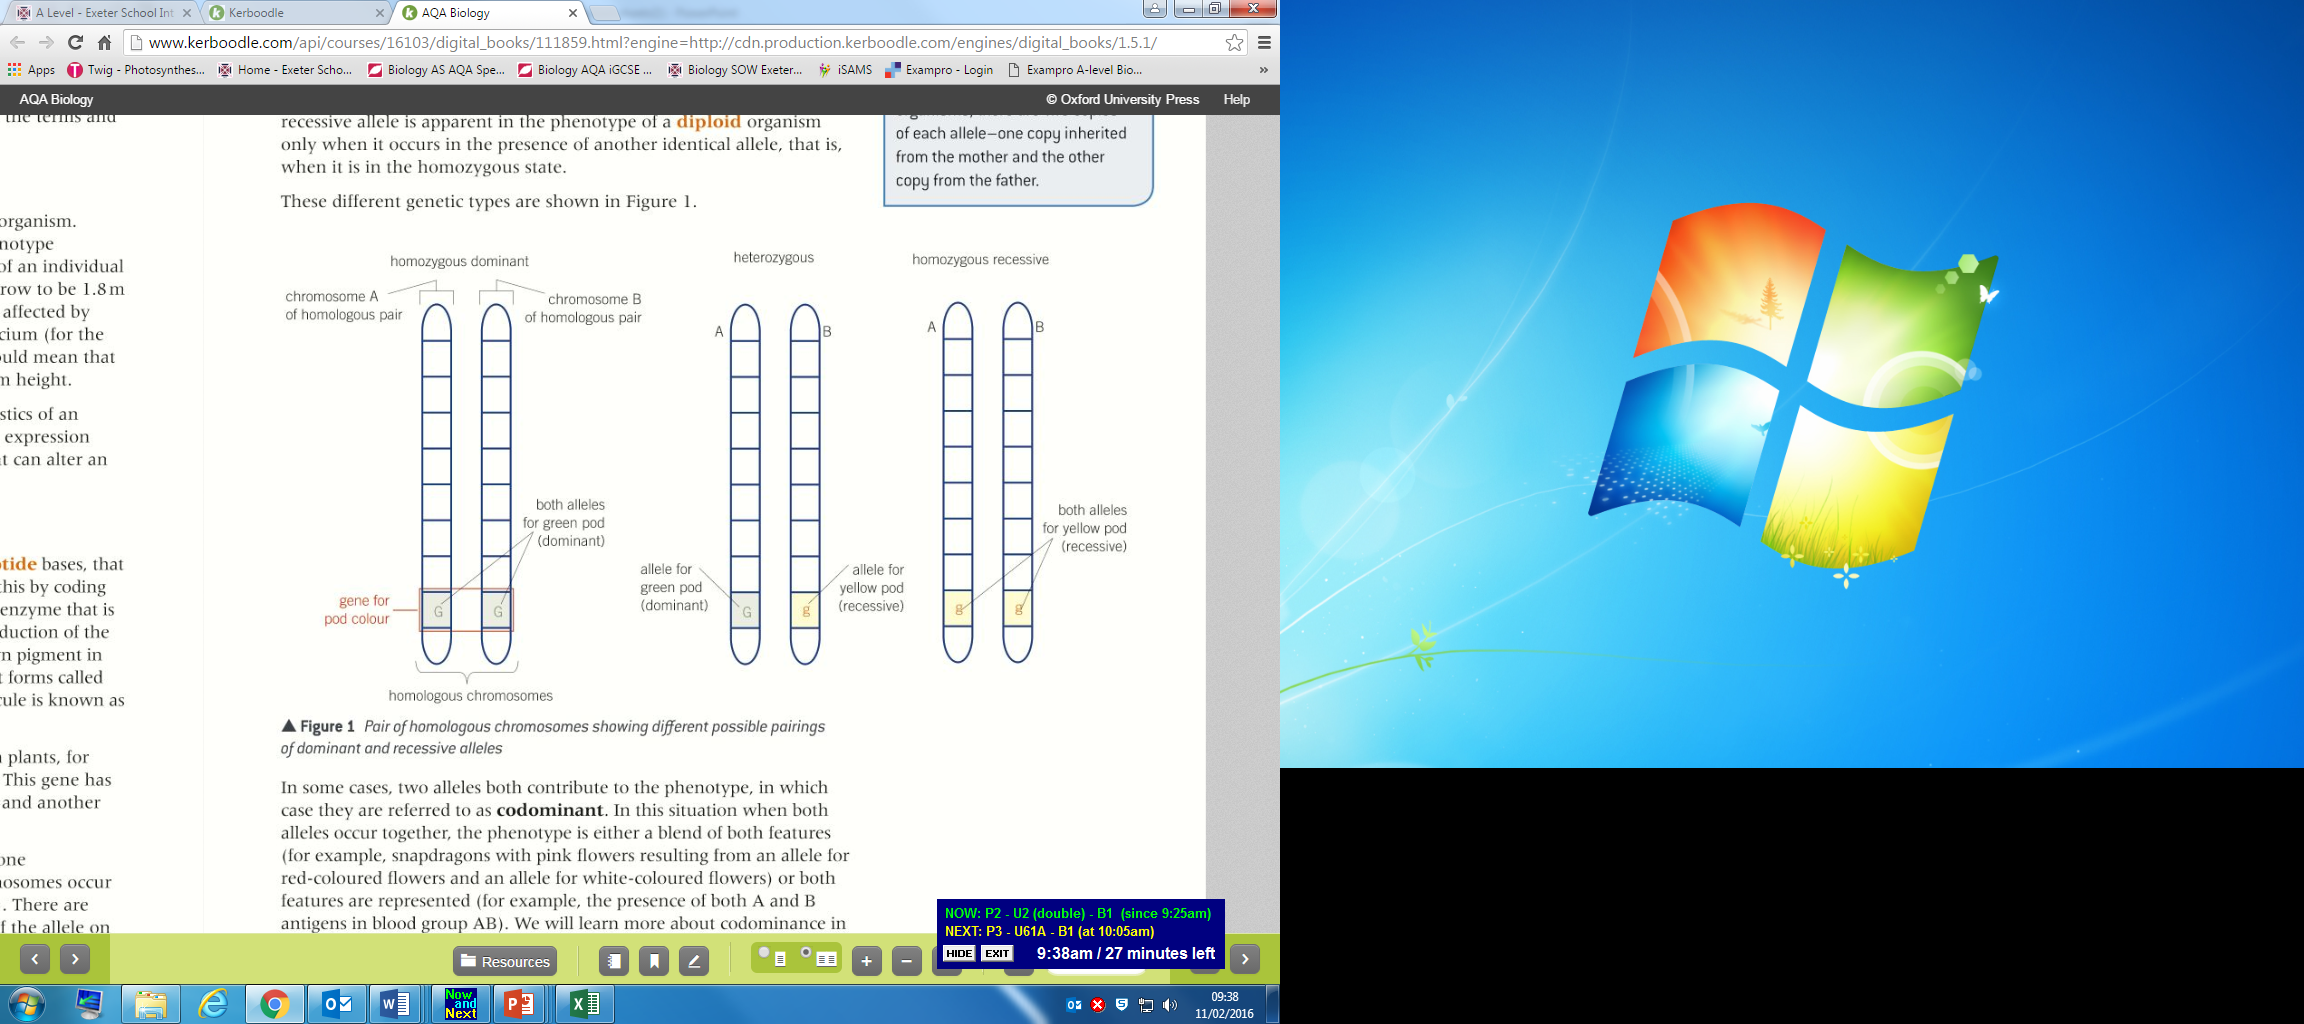 A Level - Exeter School Int
Kerboodle
AQA Biology
www.kerboodle.com/api/courses/16103/digital_books/111859.html?engine=http://cdn.production.kerboodle.com/engines/digital_books/1.5.1/
Apps
Twig - Photosynthes...
Home - Exeter Scho...
Biology AS AQA Spe...
Biology AQA iGCSE ...
Biology SOW Exeter...
iSAMS
Exampro - Login
Exampro A-level Bio...
»
AQA Biology
© Oxford University Press
Help
the terms and
organism.
notype
of an individual
row to be 1.8 m
affected by
cium (for the
ould mean that
m height.
stics of an
expression
at can alter an
otide bases, that
this by coding
enzyme that is
duction of the
n pigment in
t forms called
cule is known as
plants, for
This gene has
and another
one
nosomes occur
. There are
f the allele on
recessive allele is apparent in the phenotype of a diploid organism
only when it occurs in the presence of another identical allele, that is,
when it is in the homozygous state.
These different genetic types are shown in Figure 1.
of each allele—one copy inherited
from the mother and the other
copy from the father.
homozygous dominant
chromosome A
of homologous pair
chromosome B
of homologous pair
both alleles
for green pod
(dominant)
gene for
pod colour
G
G
homologous chromosomes
heterozygous
A
B
allele for
green pod
(dominant)
G
g
allele for
yellow pod
(recessive)
homozygous recessive
A
B
both alleles
for yellow pod
(recessive)
g
g
▲ Figure 1 Pair of homologous chromosomes showing different possible pairings
of dominant and recessive alleles
In some cases, two alleles both contribute to the phenotype, in which
case they are referred to as codominant. In this situation when both
alleles occur together, the phenotype is either a blend of both features
(for example, snapdragons with pink flowers resulting from an allele for
red-coloured flowers and an allele for white-coloured flowers) or both
features are represented (for example, the presence of both A and B
antigens in blood group AB). We will learn more about codominance in
NOW: P2 - U2 (double) - B1 (since 9:25am)
NEXT: P3 - U61A - B1 (at 10:05am)
HIDE EXIT 9:38am / 27 minutes left
Resources
Now
and
Next
09:38
11/02/2016